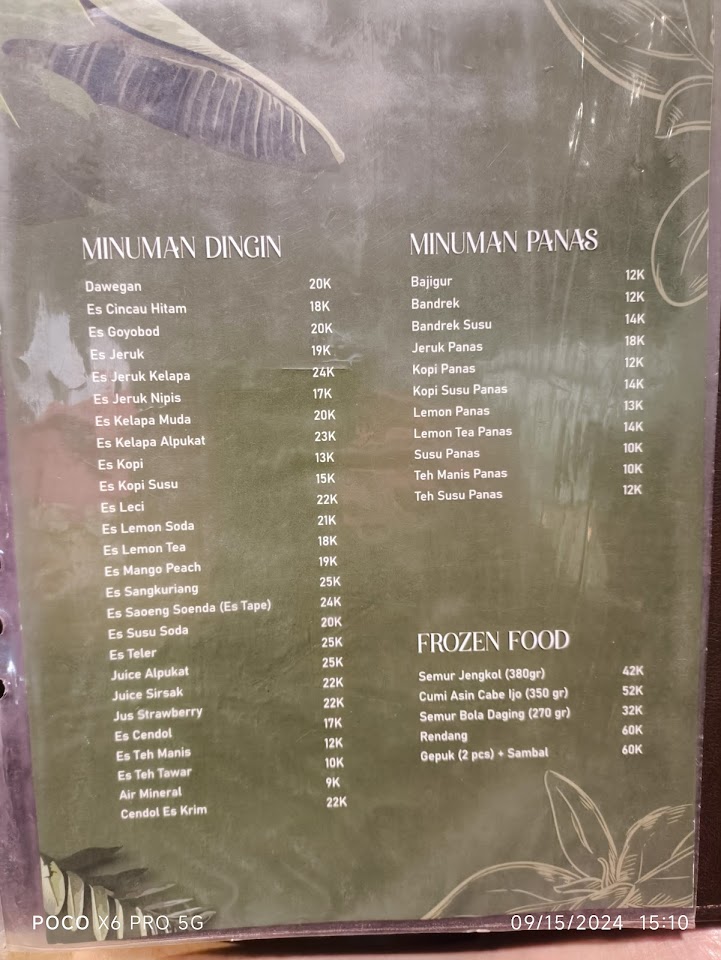 MINUMAN DINGIN
Dawegan 20K
Es Cincau Hitam 18K
Es Goyobod 20K
Es Jeruk 19K
Es Jeruk Kelapa 24K
Es Jeruk Nipis 17K
Es Kelapa Muda 20K
Es Kelapa Alpukat 23K
Es Kopi 13K
Es Kopi Susu 15K
Es Leci 22K
Es Lemon Soda 21K
Es Lemon Tea 18K
Es Mango Peach 19K
Es Sangkuriang 25K
Es Saoeng Soenda (Es Tape) 24K
Es Susu Soda 20K
Es Teler 25K
Juice Alpukat 25K
Juice Sirsak 22K
Jus Strawberry 22K
Es Cendol 17K
Es Teh Manis 12K
Es Teh Tawar 10K
Air Mineral 9K
Cendol Es Krim 22K
MINUMAN PANAS
Bajigur 12K
Bandrek 12K
Bandrek Susu 14K
Jeruk Panas 18K
Kopi Panas 12K
Kopi Susu Panas 14K
Lemon Panas 13K
Lemon Tea Panas 14K
Susu Panas 10K
Teh Manis Panas 10K
Teh Susu Panas 12K
FROZEN FOOD
Semur Jengkol (380gr) 42K
Cumi Asin Cabe Ijo (350 gr) 52K
Semur Bola Daging (270 gr) 32K
Rendang 60K
Gepuk (2 pcs) + Sambal 60K
POCO X6 PRO 5G
09/15/2024 15:10